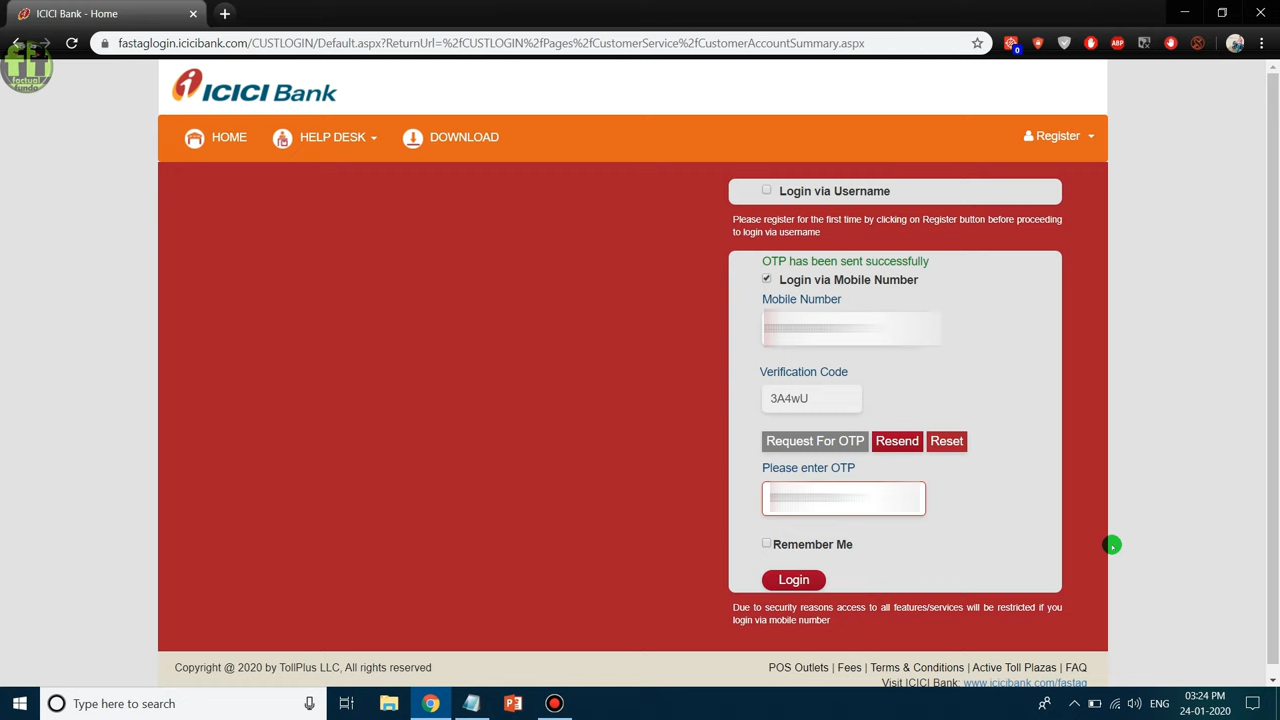 ICICI Bank
fastaglogin.icicibank.com/CUSTLOGIN/Default.aspx?ReturnUrl=%2fCUSTLOGIN%2fPages%2fCustomerService%2fCustomerAccountSummary.aspx
0
ABP
factual
funda
ICICI Bank
HOME
HELP DESK
DOWNLOAD
Register
Login via Username
Please register for the first time by clicking on Register button before proceeding
to login via username
OTP has been sent successfully
Login via Mobile Number
Mobile Number
Verification Code
3A4wU
Request For OTP Resend Reset
Please enter OTP
Remember Me
Login
Due to security reasons access to all features/services will be restricted if you
login via mobile number
Copyright @ 2020 by TollPlus LLC, All rights reserved
POS Outlets | Fees | Terms & Conditions | Active Toll Plazas | FAQ
Visit ICICI Bank: www.icicibank.com/fastag
Type here to search
ENG
03:24 PM
24-01-2020